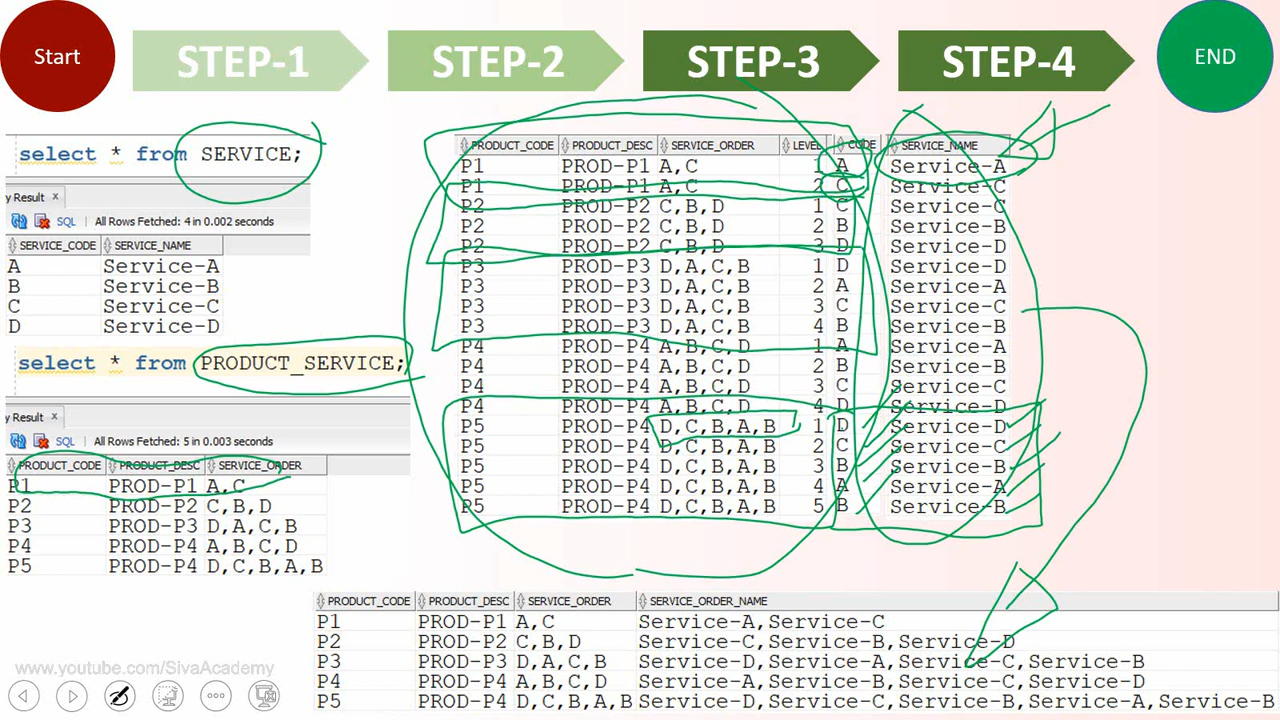 Start
STEP-1
STEP-2
STEP-3
STEP-4
END
select * from SERVICE;
y Result x
SQL | All Rows Fetched: 4 in 0.002 seconds
SERVICE_CODE SERVICE_NAME
A Service-A
B Service-B
C Service-C
D Service-D
select * from PRODUCT_SERVICE;
y Result x
SQL | All Rows Fetched: 5 in 0.003 seconds
PRODUCT_CODE PRODUCT_DESC SERVICE_ORDER
P1 PROD-P1 A,C
P2 PROD-P2 C,B,D
P3 PROD-P3 D,A,C,B
P4 PROD-P4 A,B,C,D
P5 PROD-P4 D,C,B,A,B
PRODUCT_CODE PRODUCT_DESC SERVICE_ORDER LEVEL CODE SERVICE_NAME
P1 PROD-P1 A,C 1 A Service-A
P1 PROD-P1 A,C 2 C Service-C
P2 PROD-P2 C,B,D 1 C Service-C
P2 PROD-P2 C,B,D 2 B Service-B
P2 PROD-P2 C,B,D 3 D Service-D
P3 PROD-P3 D,A,C,B 1 D Service-D
P3 PROD-P3 D,A,C,B 2 A Service-A
P3 PROD-P3 D,A,C,B 3 C Service-C
P3 PROD-P3 D,A,C,B 4 B Service-B
P4 PROD-P4 A,B,C,D 1 A Service-A
P4 PROD-P4 A,B,C,D 2 B Service-B
P4 PROD-P4 A,B,C,D 3 C Service-C
P4 PROD-P4 A,B,C,D 4 D Service-D
P5 PROD-P4 D,C,B,A,B 1 D Service-D
P5 PROD-P4 D,C,B,A,B 2 C Service-C
P5 PROD-P4 D,C,B,A,B 3 B Service-B
P5 PROD-P4 D,C,B,A,B 4 A Service-A
P5 PROD-P4 D,C,B,A,B 5 B Service-B
PRODUCT_CODE PRODUCT_DESC SERVICE_ORDER SERVICE_ORDER_NAME
P1 PROD-P1 A,C Service-A,Service-C
P2 PROD-P2 C,B,D Service-C,Service-B,Service-D
P3 PROD-P3 D,A,C,B Service-D,Service-A,Service-C,Service-B
P4 PROD-P4 A,B,C,D Service-A,Service-B,Service-C,Service-D
P5 PROD-P4 D,C,B,A,B Service-D,Service-C,Service-B,Service-A,Service-B
www.youtube.com/SivaAcademy